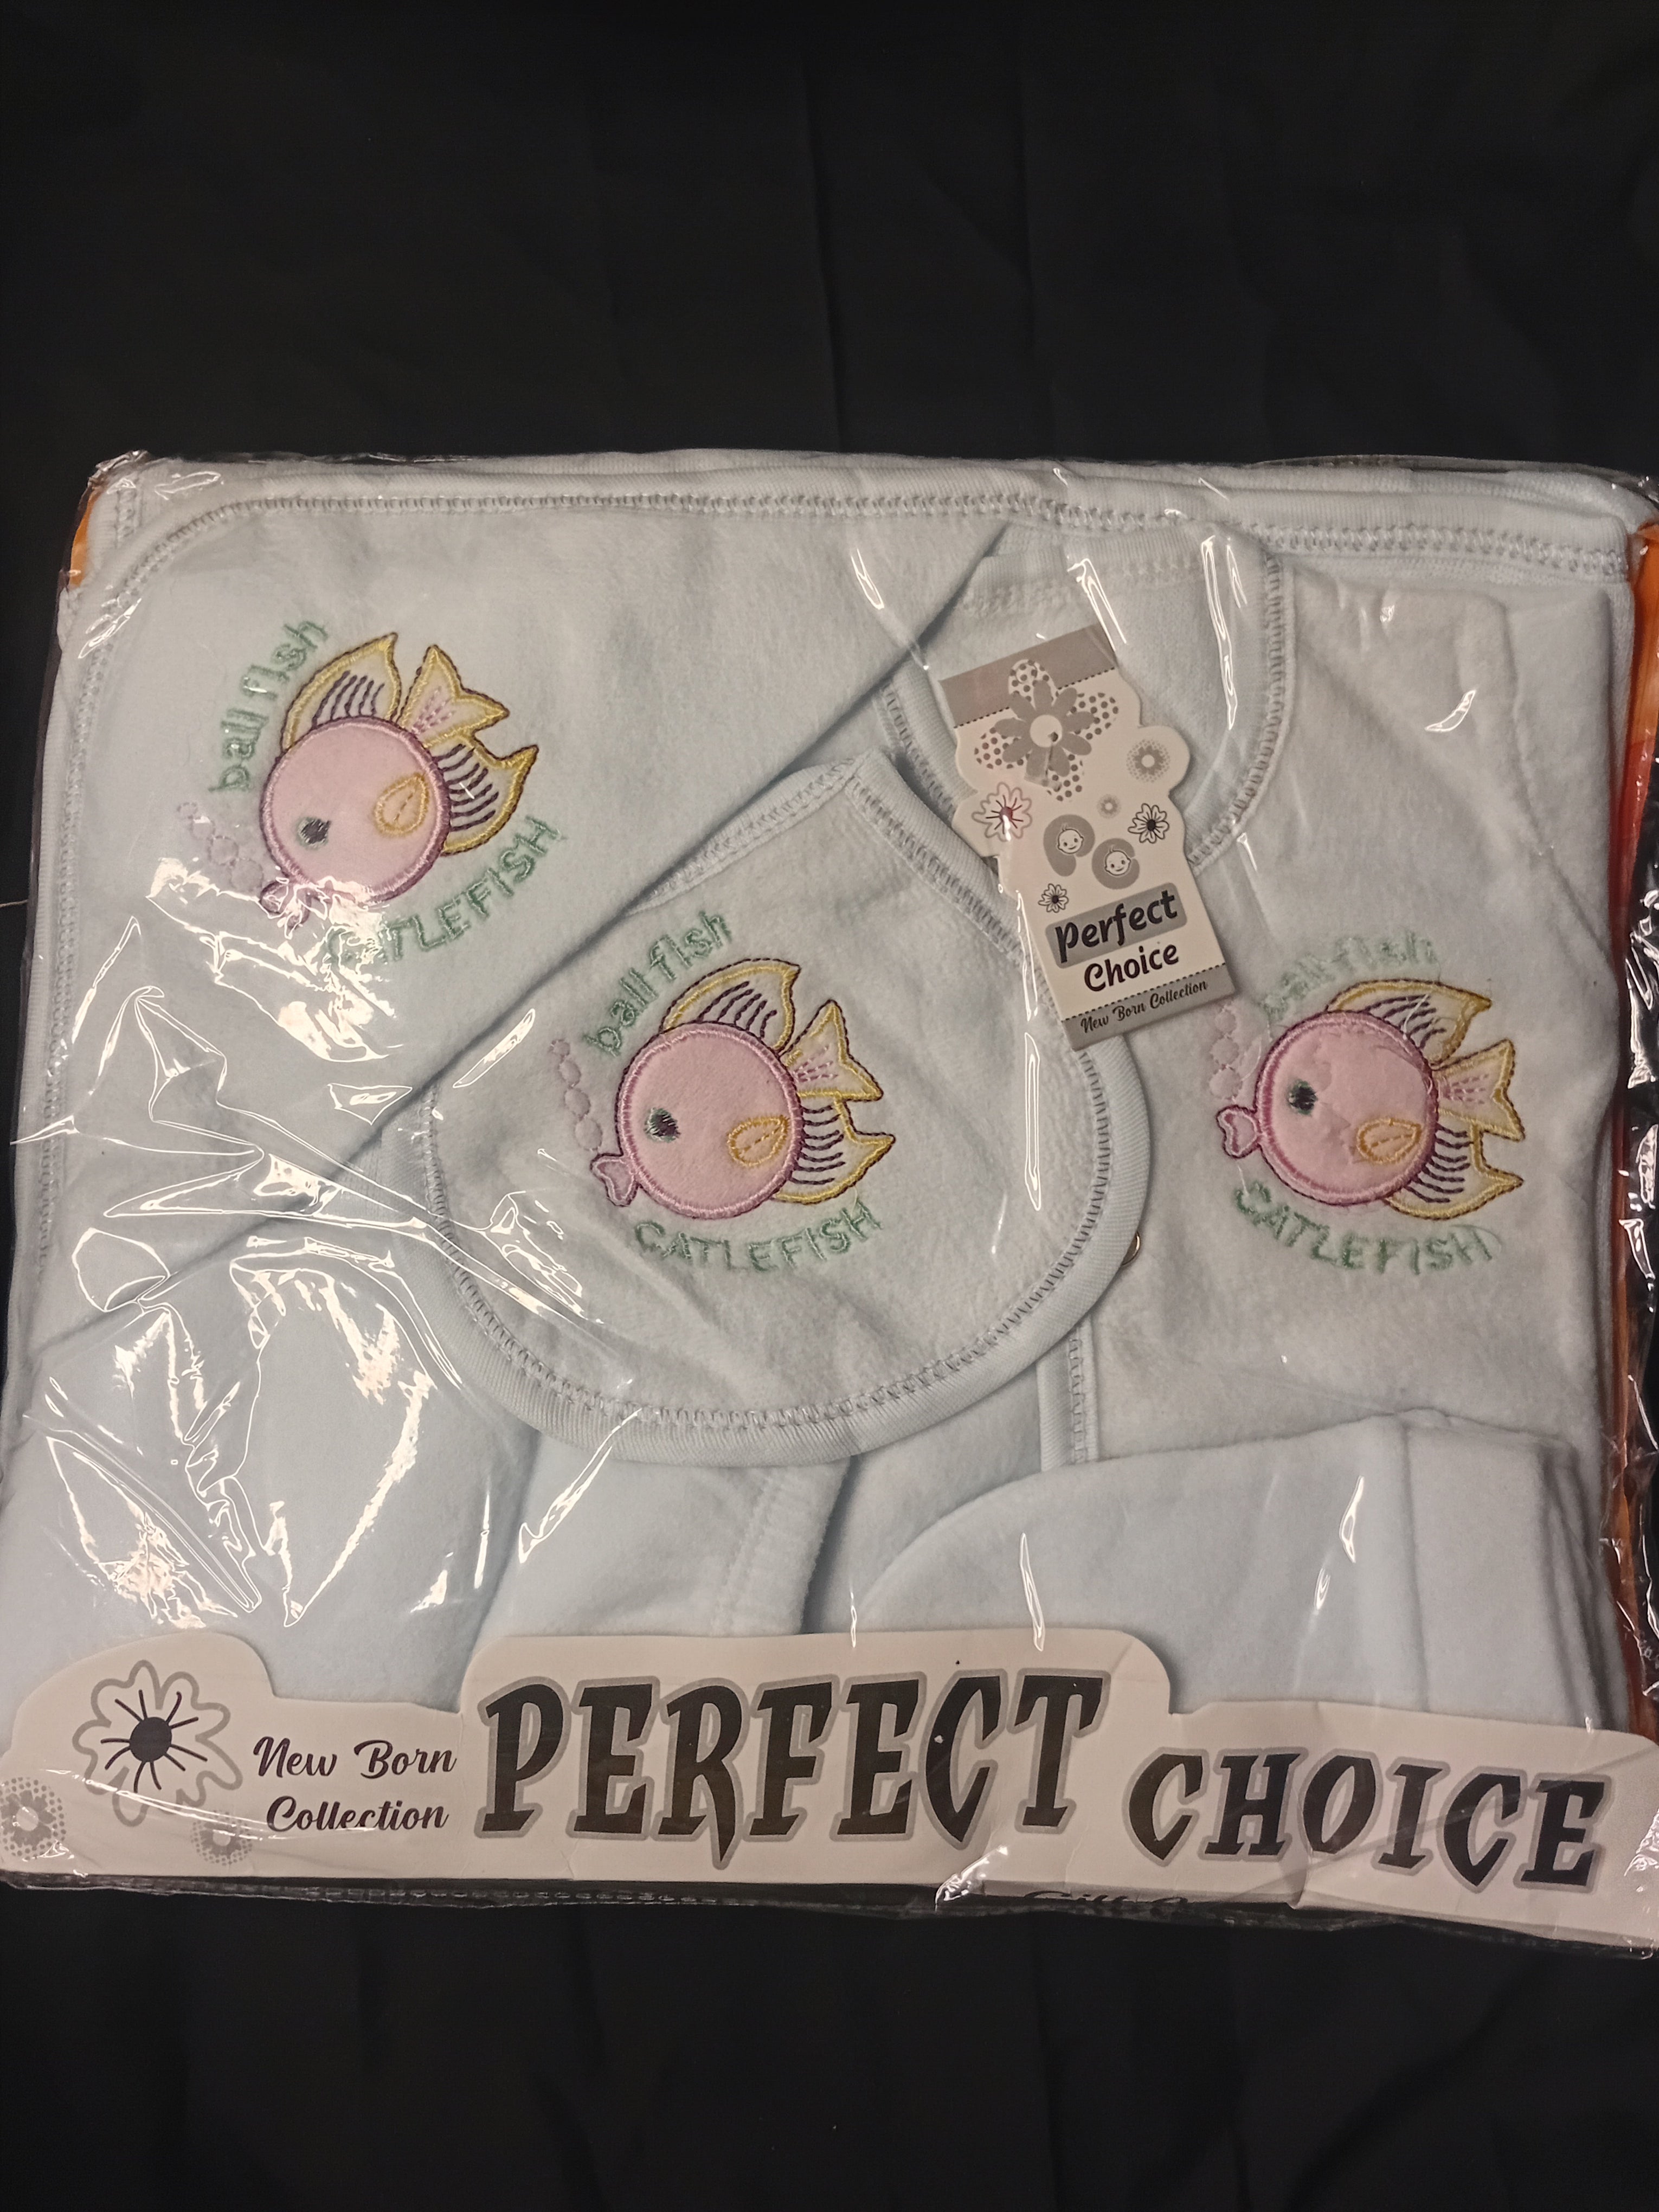 ball fish
CATLEFISH
ball fish
CATLEFISH
ball fish
CATLEFISH
Perfect
Choice
New Born Collection
New Born
Collection
PERFECT CHOICE